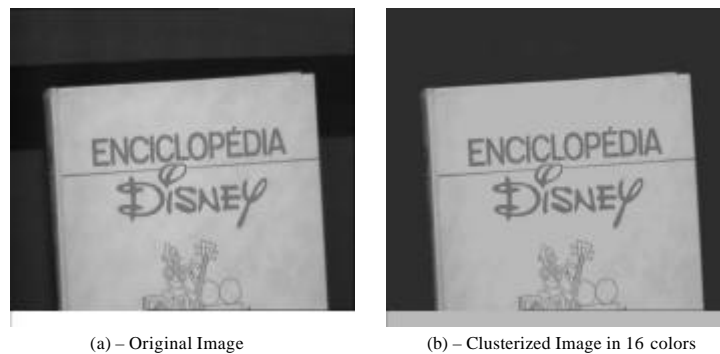 ENCICLOPÉDIA
DISNEY
ENCICLOPÉDIA
DISNEY
(a) – Original Image
(b) – Clusterized Image in 16 colors